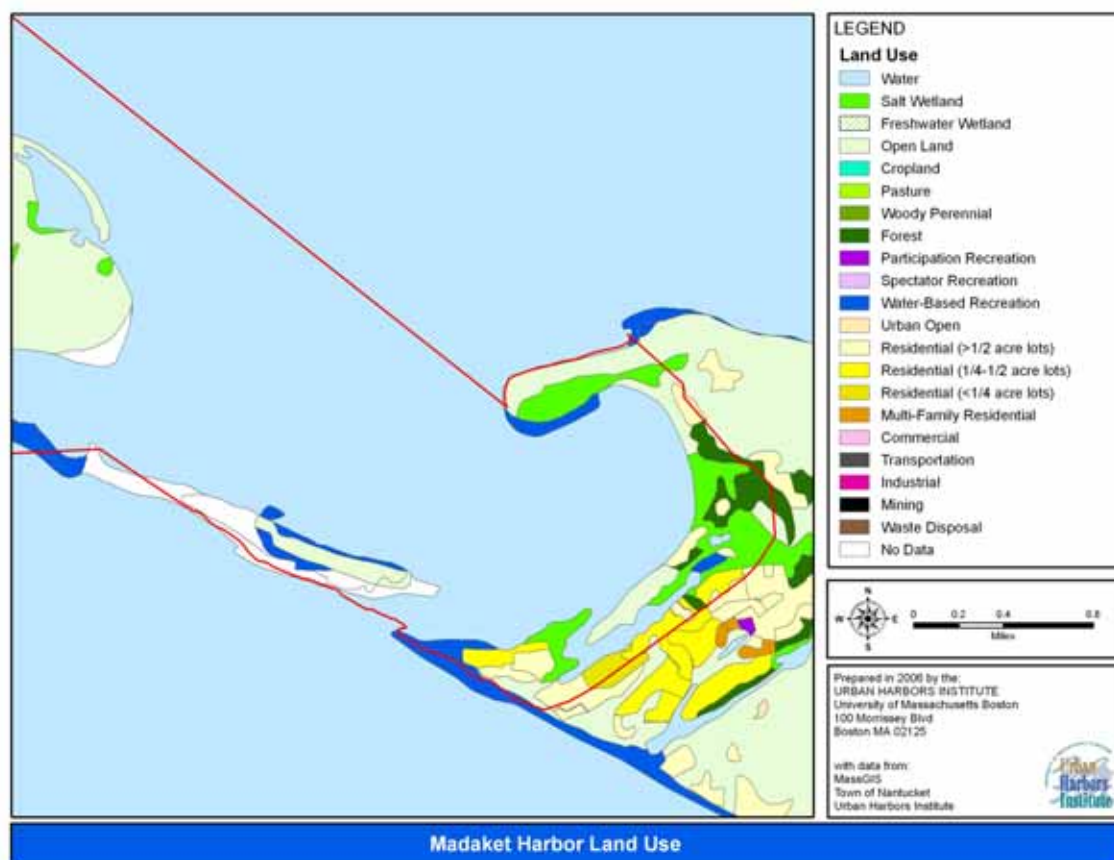 LEGEND
Land Use
Water
Salt Wetland
Freshwater Wetland
Open Land
Cropland
Pasture
Woody Perennial
Forest
Participation Recreation
Spectator Recreation
Water-Based Recreation
Urban Open
Residential (>1/2 acre lots)
Residential (1/4-1/2 acre lots)
Residential (<1/4 acre lots)
Multi-Family Residential
Commercial
Transportation
Industrial
Mining
Waste Disposal
No Data
N
W E
S
0 0.2 0.4 0.8
Miles
Prepared in 2006 by the:
URBAN HARBORS INSTITUTE
University of Massachusetts Boston
100 Morrissey Blvd
Boston MA 02125
with data from:
MassGIS
Town of Nantucket
Urban Harbors Institute
Urban
Harbors
Institute
Madaket Harbor Land Use